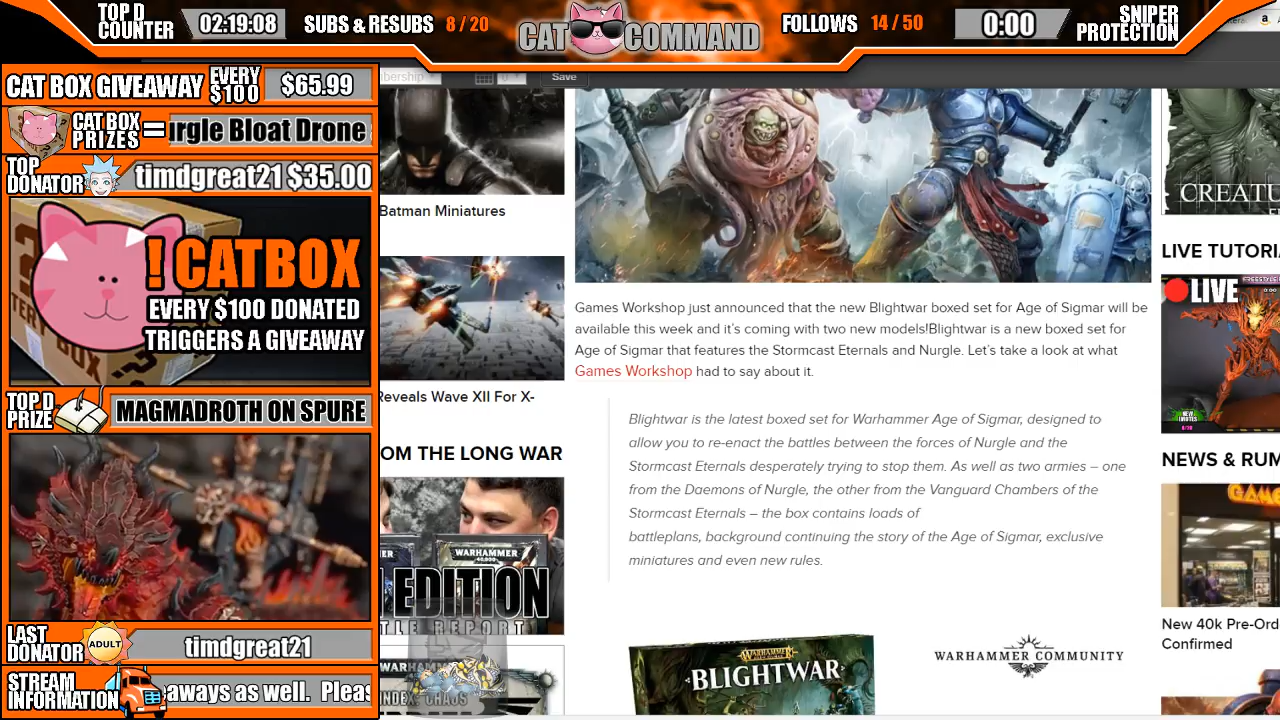 TOP D
COUNTER
02:19:08
SUBS & RESUBS
8 / 20
CAT COMMAND
FOLLOWS
14 / 50
0:00
SNIPER
PROTECTION
CAT BOX GIVEAWAY
EVERY
$100
$65.99
CAT BOX
PRIZES
=
urgle Bloat Drone
TOP
DONATOR
timdgreat21 $35.00
! CATBOX
EVERY $100 DONATED
TRIGGERS A GIVEAWAY
TOP D
PRIZE
MAGMADROTH ON SPURE
LAST
DONATOR
ADULT
timdgreat21
STREAM
INFORMATION
aways as well. Pleas
mbership
0
Save
Batman Miniatures
Reveals Wave XII For X-
OM THE LONG WAR
WARHAMMER
EDITION
TLE REPORT
INDEX: CHAOS
Games Workshop just announced that the new Blightwar boxed set for Age of Sigmar will be
available this week and it's coming with two new models!Blightwar is a new boxed set for
Age of Sigmar that features the Stormcast Eternals and Nurgle. Let's take a look at what
Games Workshop had to say about it.
Blightwar is the latest boxed set for Warhammer Age of Sigmar, designed to
allow you to re-enact the battles between the forces of Nurgle and the
Stormcast Eternals desperately trying to stop them. As well as two armies – one
from the Daemons of Nurgle, the other from the Vanguard Chambers of the
Stormcast Eternals – the box contains loads of
battleplans, background continuing the story of the Age of Sigmar, exclusive
miniatures and even new rules.
WARHAMMER
AGE OF SIGMAR
BLIGHTWAR
WARHAMMER COMMUNITY
CREATU
LIVE TUTORI
LIVE
NEWS & RUM
GAM
New 40k Pre-Ord
Confirmed